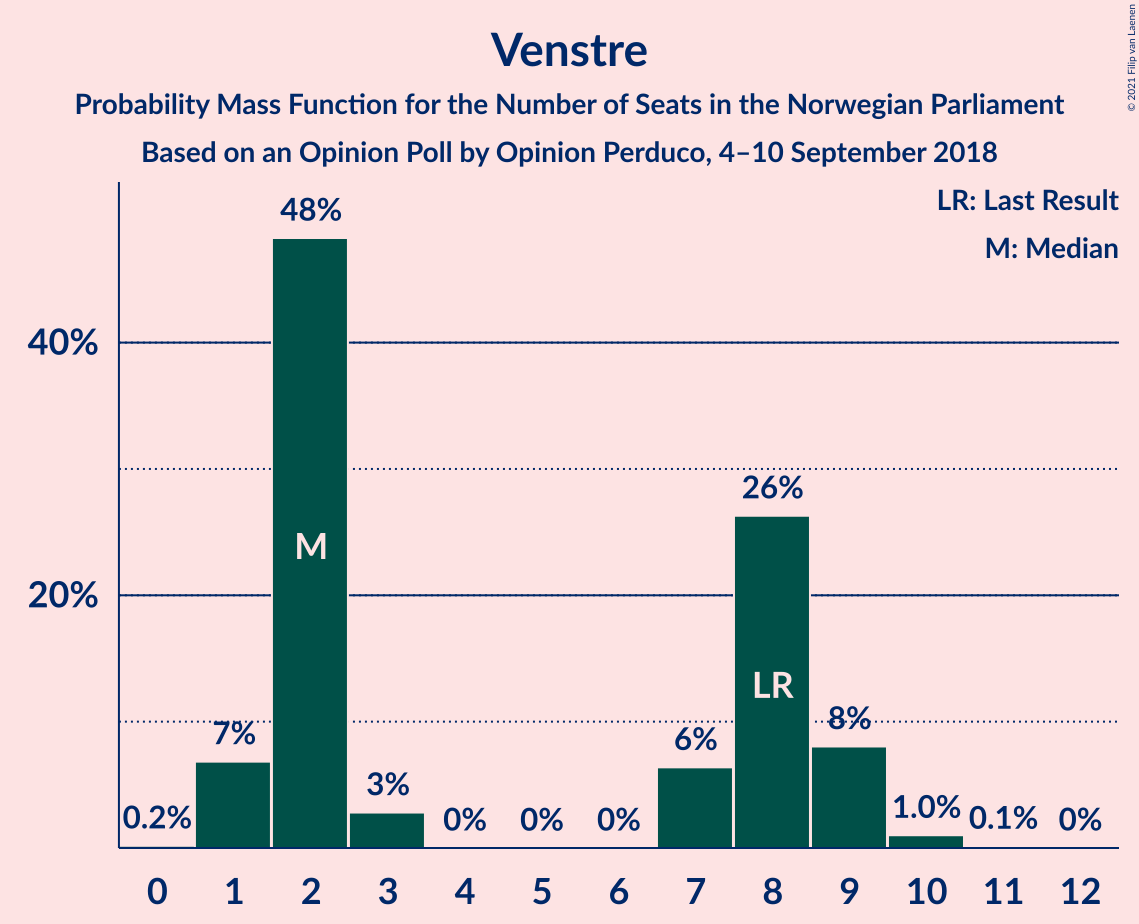 Venstre
Probability Mass Function for the Number of Seats in the Norwegian Parliament
Based on an Opinion Poll by Opinion Perduco, 4–10 September 2018
© 2021 Filip van Laenen
LR: Last Result
M: Median
40%
20%
0.2%
7%
48%
3%
0%
0%
0%
6%
26%
8%
1.0%
0.1%
0%
M
LR
0 1 2 3 4 5 6 7 8 9 10 11 12